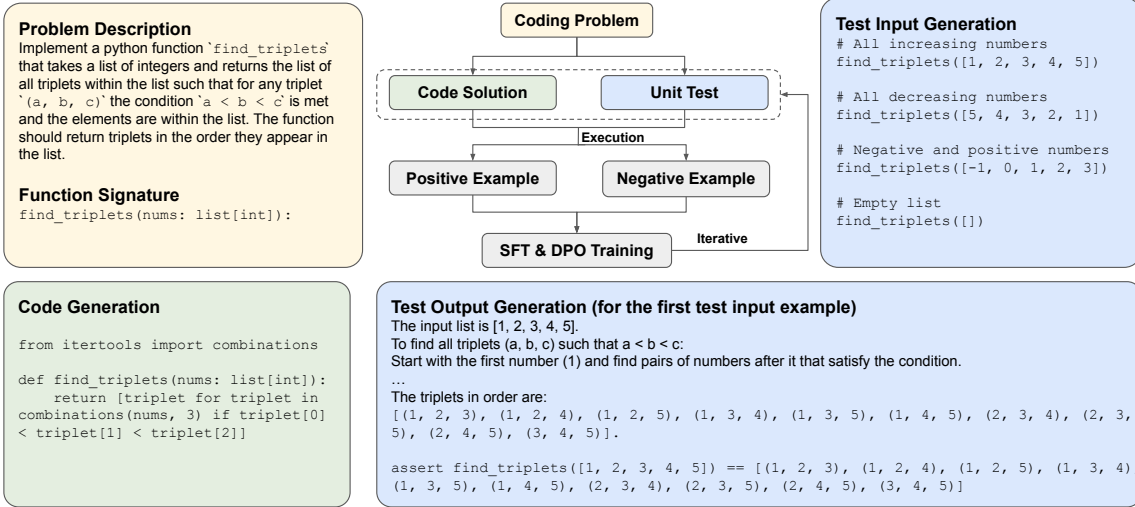 Problem Description
Implement a python function `find_triplets`
that takes a list of integers and returns the list of
all triplets within the list such that for any triplet
`(a, b, c)` the condition `a < b < c` is met
and the elements are within the list. The function
should return triplets in the order they appear in
the list.
Function Signature
find_triplets(nums: list[int]):
Coding Problem
Code Solution
Unit Test
Execution
Positive Example
Negative Example
SFT & DPO Training
Iterative
Test Input Generation
# All increasing numbers
find_triplets([1, 2, 3, 4, 5])
# All decreasing numbers
find_triplets([5, 4, 3, 2, 1])
# Negative and positive numbers
find_triplets([-1, 0, 1, 2, 3])
# Empty list
find_triplets([])
Code Generation
from itertools import combinations
def find_triplets(nums: list[int]):
return [triplet for triplet in
combinations(nums, 3) if triplet[0]
< triplet[1] < triplet[2]]
Test Output Generation (for the first test input example)
The input list is [1, 2, 3, 4, 5].
To find all triplets (a, b, c) such that a < b < c:
Start with the first number (1) and find pairs of numbers after it that satisfy the condition.
…
The triplets in order are:
[(1, 2, 3), (1, 2, 4), (1, 2, 5), (1, 3, 4), (1, 3, 5), (1, 4, 5), (2, 3, 4), (2, 3,
5), (2, 4, 5), (3, 4, 5)].
assert find_triplets([1, 2, 3, 4, 5]) == [(1, 2, 3), (1, 2, 4), (1, 2, 5), (1, 3, 4)
(1, 3, 5), (1, 4, 5), (2, 3, 4), (2, 3, 5), (2, 4, 5), (3, 4, 5)]